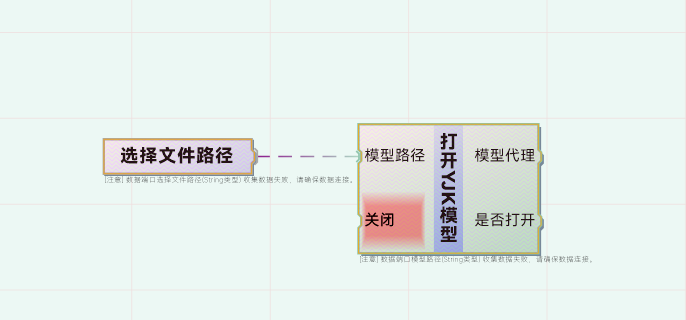 选择文件路径
[注意] 数据端口选择文件路径(String类型) 收集数据失败，请确保数据连接。
模型路径
关闭
打开YJK模型
模型代理
是否打开
[注意] 数据端口模型路径(String类型) 收集数据失败，请确保数据连接。